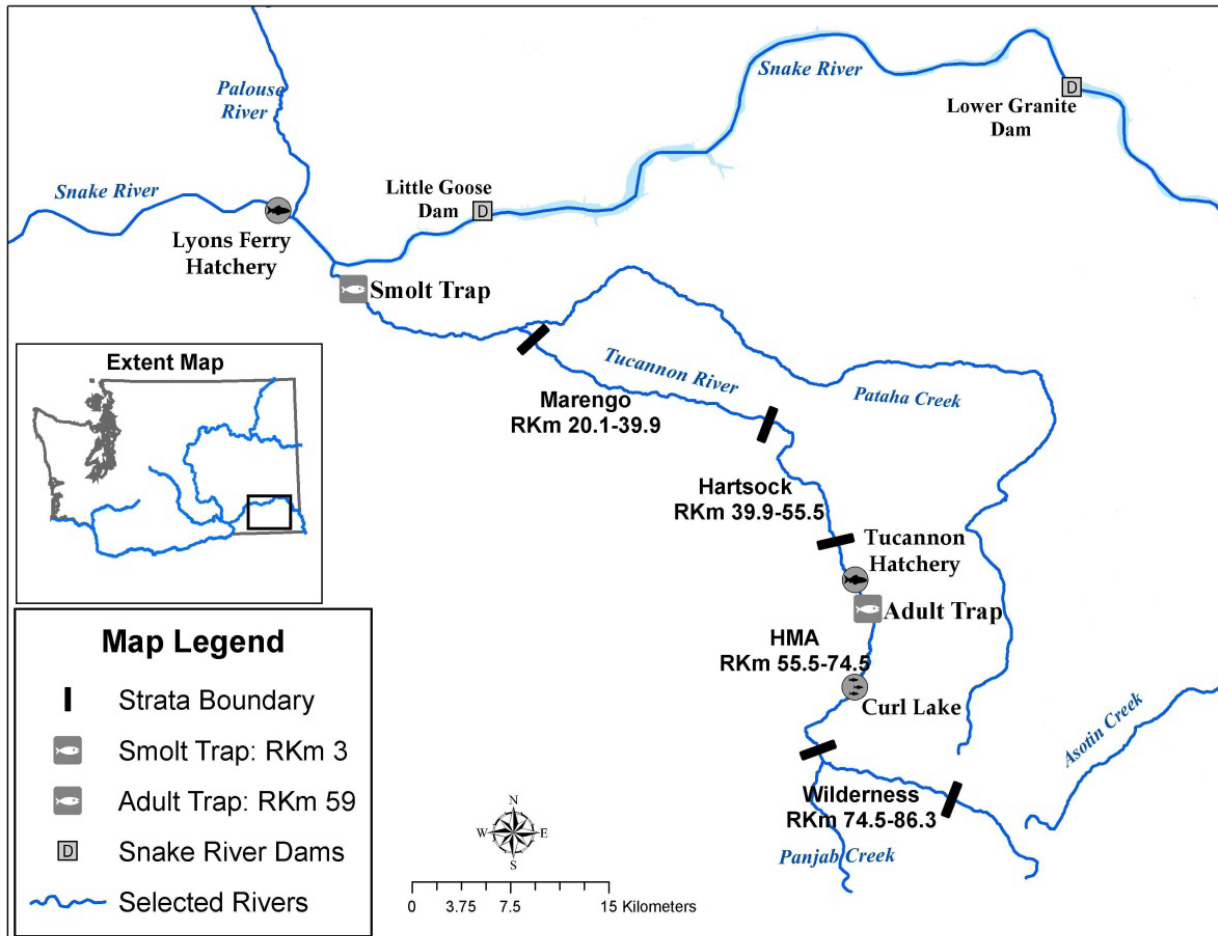 Palouse
River
Snake River
Lower Granite
Dam
D
Snake River
Little Goose
Dam
D
Lyons Ferry
Hatchery
Smolt Trap
Extent Map
Tucannon River
Marengo
RKm 20.1-39.9
Pataha Creek
Hartsock
RKm 39.9-55.5
Tucannon
Hatchery
Adult Trap
HMA
RKm 55.5-74.5
Curl Lake
Asotin Creek
Wilderness
RKm 74.5-86.3
Panjab Creek
Map Legend
Strata Boundary
Smolt Trap: RKm 3
Adult Trap: RKm 59
D Snake River Dams
Selected Rivers
N
W E
S
0 3.75 7.5 15 Kilometers